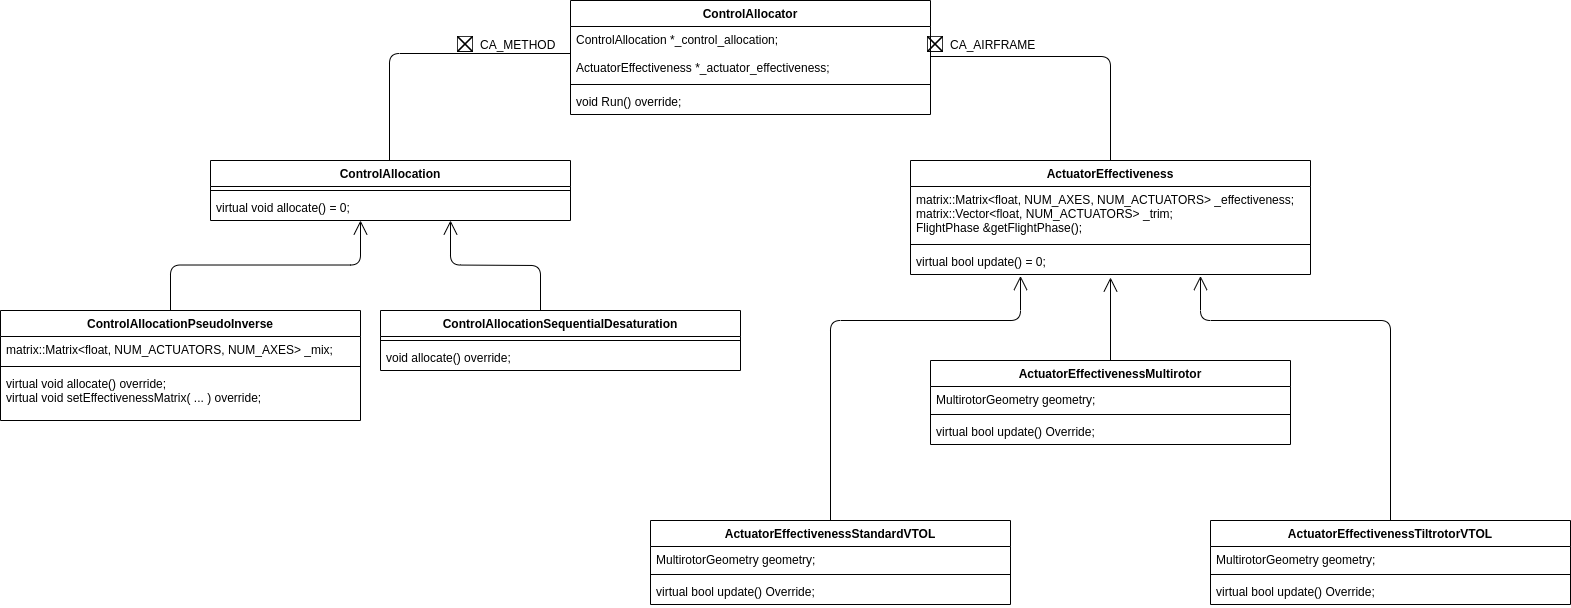 ControlAllocator
ControlAllocation *_control_allocation;
ActuatorEffectiveness *_actuator_effectiveness;
void Run() override;
CA_METHOD
CA_AIRFRAME
ControlAllocation
virtual void allocate() = 0;
ActuatorEffectiveness
matrix::Matrix<float, NUM_AXES, NUM_ACTUATORS> _effectiveness;
matrix::Vector<float, NUM_ACTUATORS> _trim;
FlightPhase &getFlightPhase();
virtual bool update() = 0;
ControlAllocationPseudoInverse
matrix::Matrix<float, NUM_ACTUATORS, NUM_AXES> _mix;
virtual void allocate() override;
virtual void setEffectivenessMatrix( ... ) override;
ControlAllocationSequentialDesaturation
void allocate() override;
ActuatorEffectivenessMultirotor
MultirotorGeometry geometry;
virtual bool update() Override;
ActuatorEffectivenessStandardVTOL
MultirotorGeometry geometry;
virtual bool update() Override;
ActuatorEffectivenessTiltrotorVTOL
MultirotorGeometry geometry;
virtual bool update() Override;